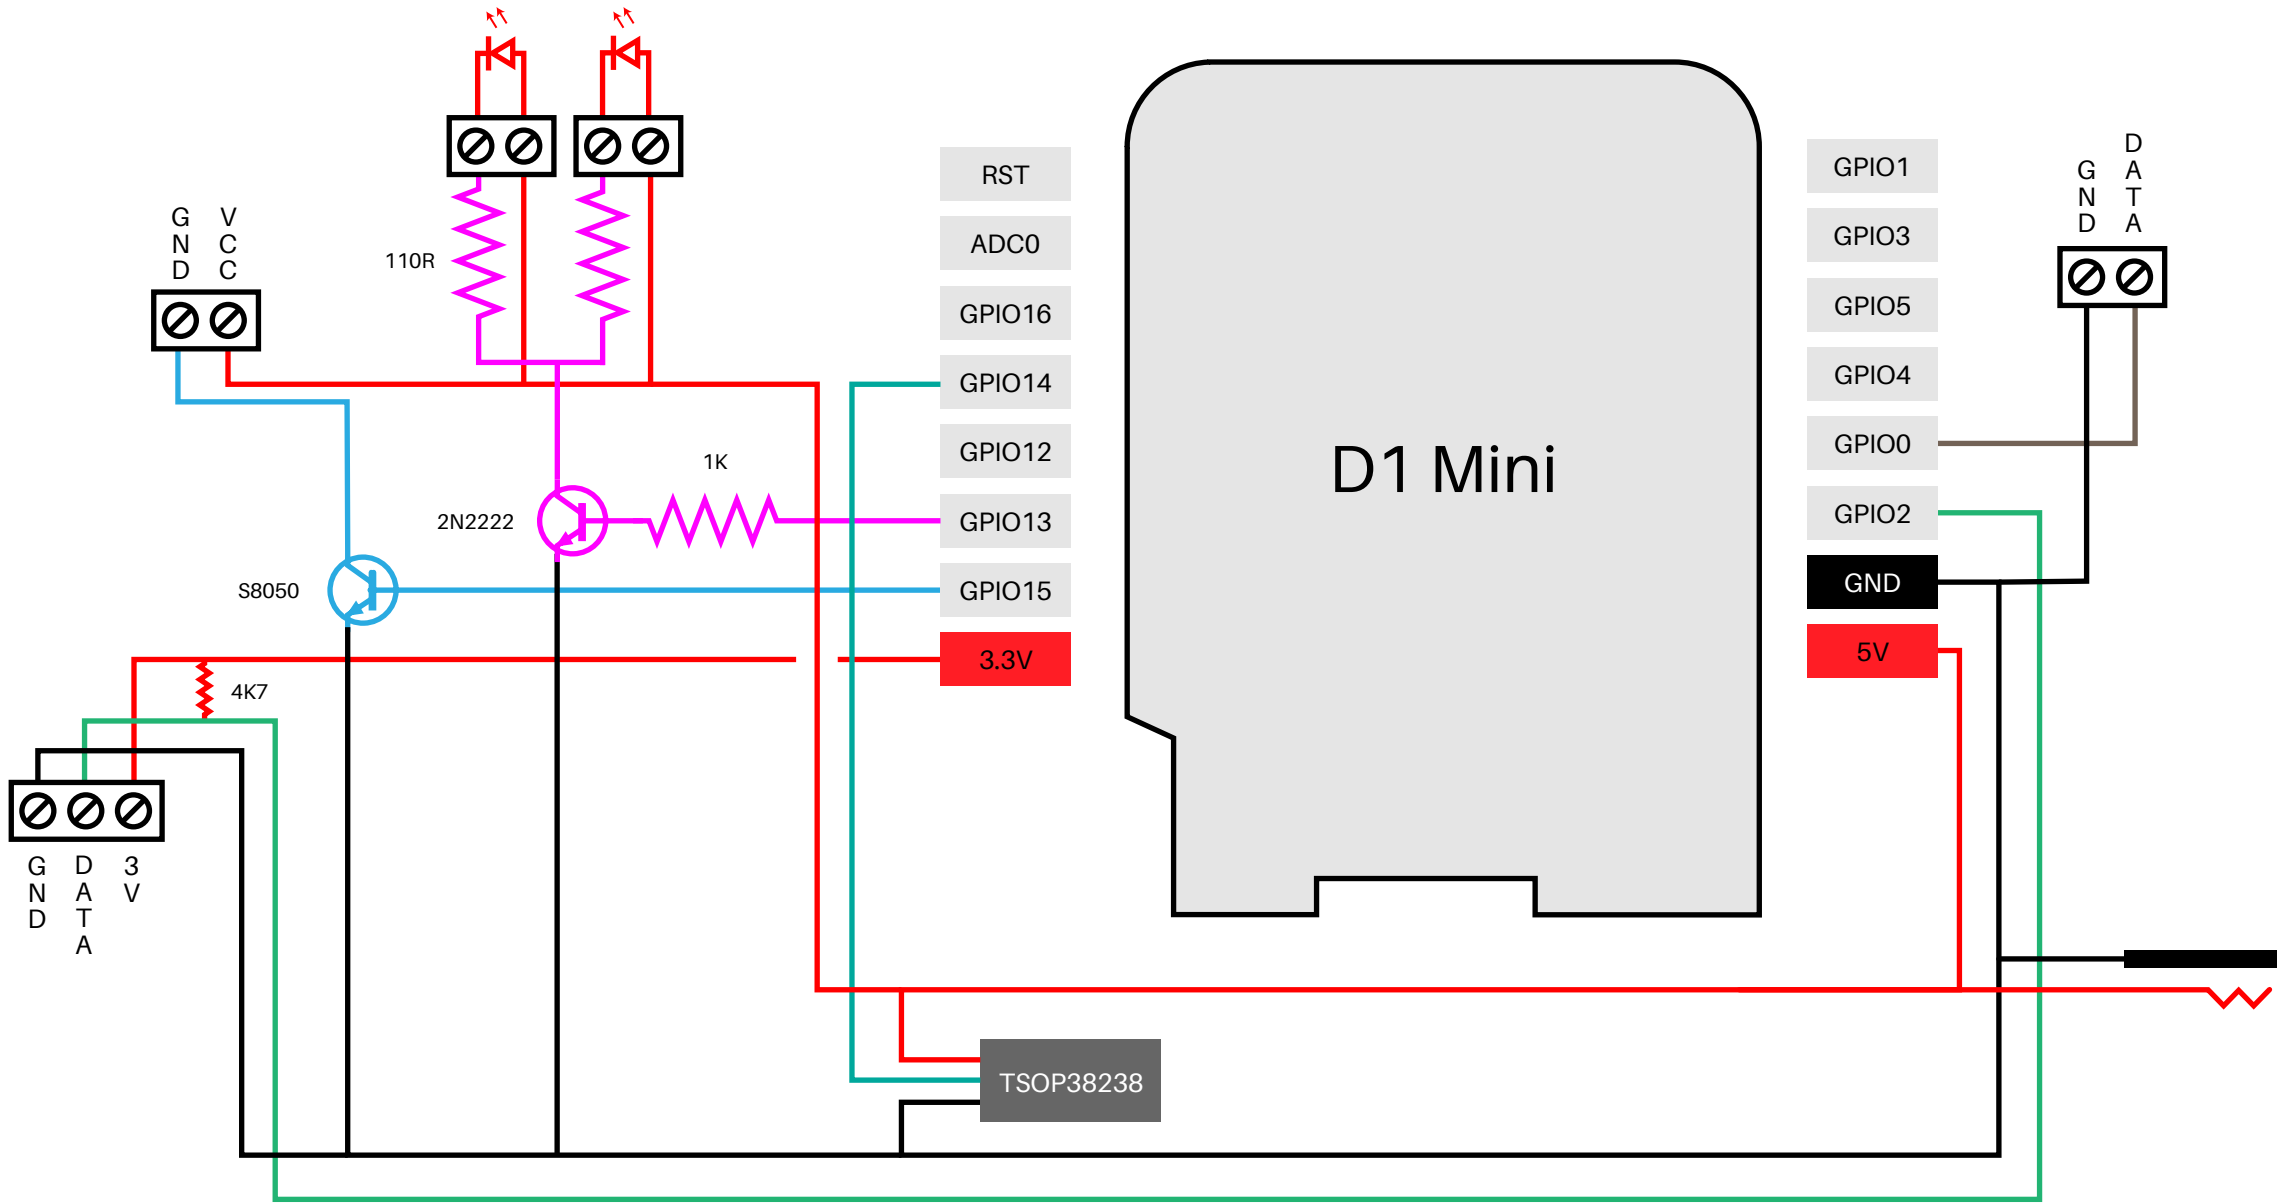 GND
VCC
110R
2N2222
1K
S8050
4K7
GND
DATA
3V
RST
ADC0
GPIO16
GPIO14
GPIO12
GPIO13
GPIO15
3.3V
D1 Mini
GPIO1
GPIO3
GPIO5
GPIO4
GPIO0
GPIO2
GND
5V
GND
DATA
TSOP38238